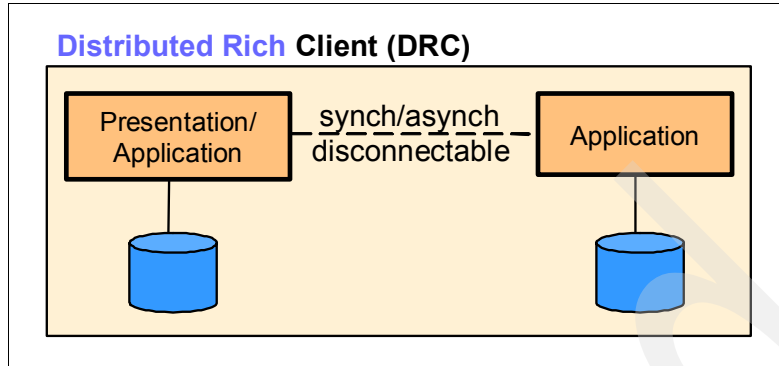 Distributed Rich Client (DRC)
Presentation/
Application
synch/asynch
disconnectable
Application